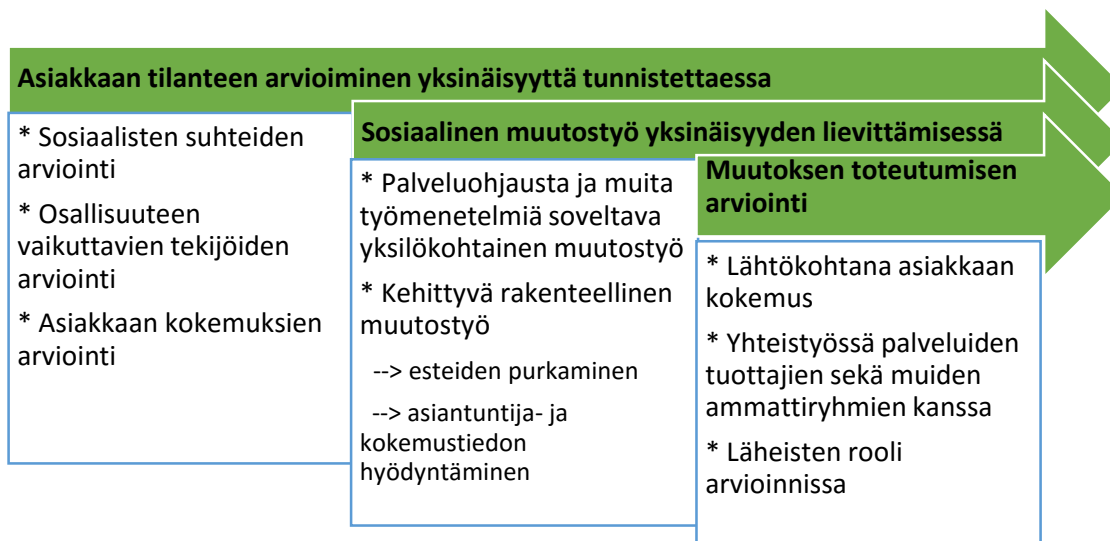 Asiakkaan tilanteen arvioiminen yksinäisyyttä tunnistettaessa
* Sosiaalisten suhteiden
arviointi
* Osallisuuteen
vaikuttavien tekijöiden
arviointi
* Asiakkaan kokemuksien
arviointi
Sosiaalinen muutostyö yksinäisyyden lievittämisessä
* Palveluohjausta ja muita
työmenetelmiä soveltava
yksilökohtainen muutostyö
* Kehittyvä rakenteellinen
muutostyö
--> esteiden purkaminen
--> asiantuntija- ja
kokemustiedon
hyödyntäminen
Muutoksen toteutumisen
arviointi
* Lähtökohtana asiakkaan
kokemus
* Yhteistyössä palveluiden
tuottajien sekä muiden
ammattiryhmien kanssa
* Läheisten rooli
arvioinnissa